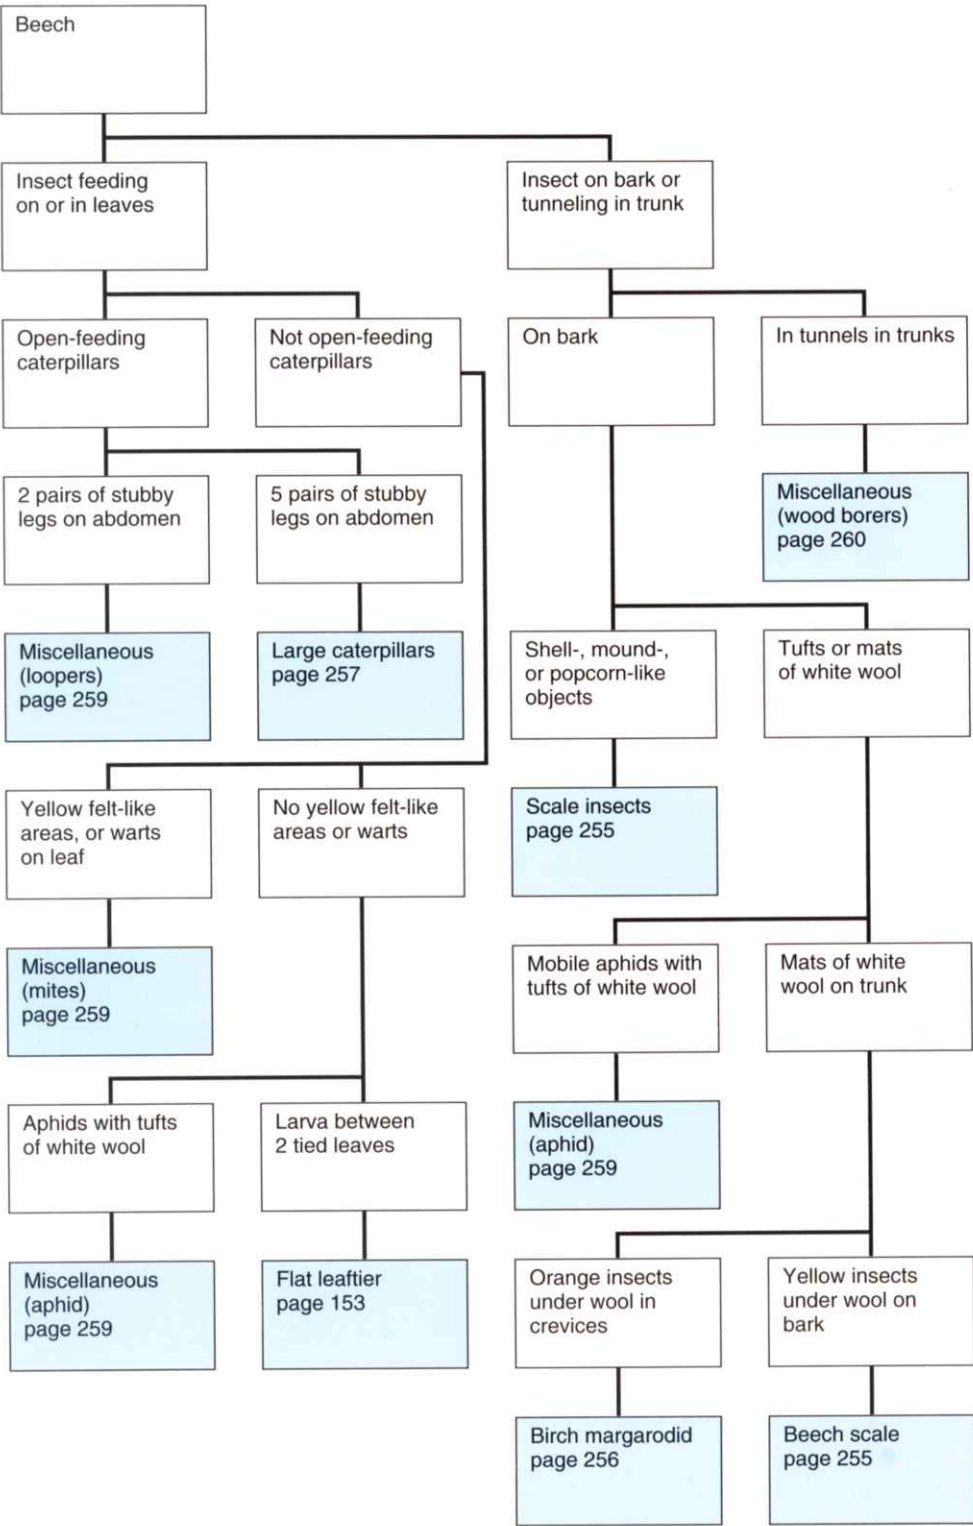 Beech
Insect feeding
on or in leaves
Insect on bark or
tunneling in trunk
Open-feeding
caterpillars
Not open-feeding
caterpillars
On bark
In tunnels in trunks
2 pairs of stubby
legs on abdomen
5 pairs of stubby
legs on abdomen
Miscellaneous
(wood borers)
page 260
Miscellaneous
(loopers)
page 259
Large caterpillars
page 257
Shell-, mound-,
or popcorn-like
objects
Tufts or mats
of white wool
Yellow felt-like
areas, or warts
on leaf
No yellow felt-like
areas or warts
Scale insects
page 255
Miscellaneous
(mites)
page 259
Mobile aphids with
tufts of white wool
Mats of white
wool on trunk
Aphids with tufts
of white wool
Larva between
2 tied leaves
Miscellaneous
(aphid)
page 259
Miscellaneous
(aphid)
page 259
Flat leaftier
page 153
Orange insects
under wool in
crevices
Yellow insects
under wool on
bark
Birch margarodid
page 256
Beech scale
page 255